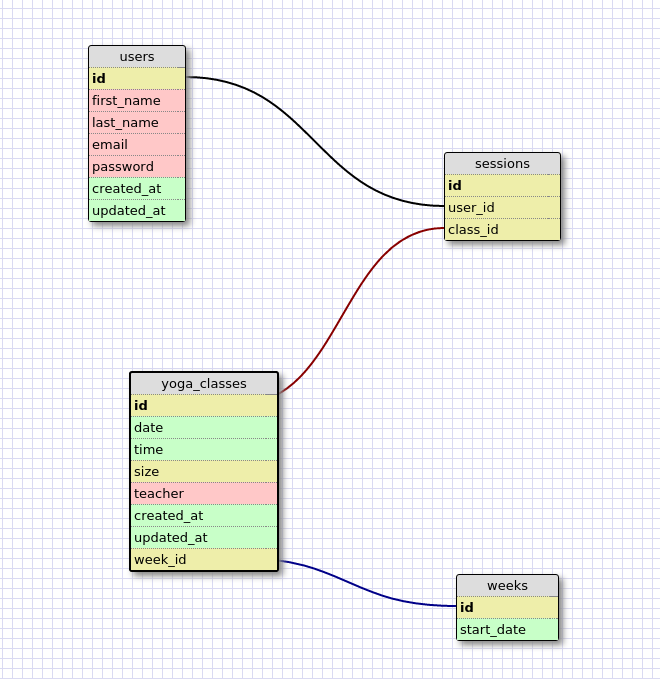 users
id
first_name
last_name
email
password
created_at
updated_at
sessions
id
user_id
class_id
yoga_classes
id
date
time
size
teacher
created_at
updated_at
week_id
weeks
id
start_date